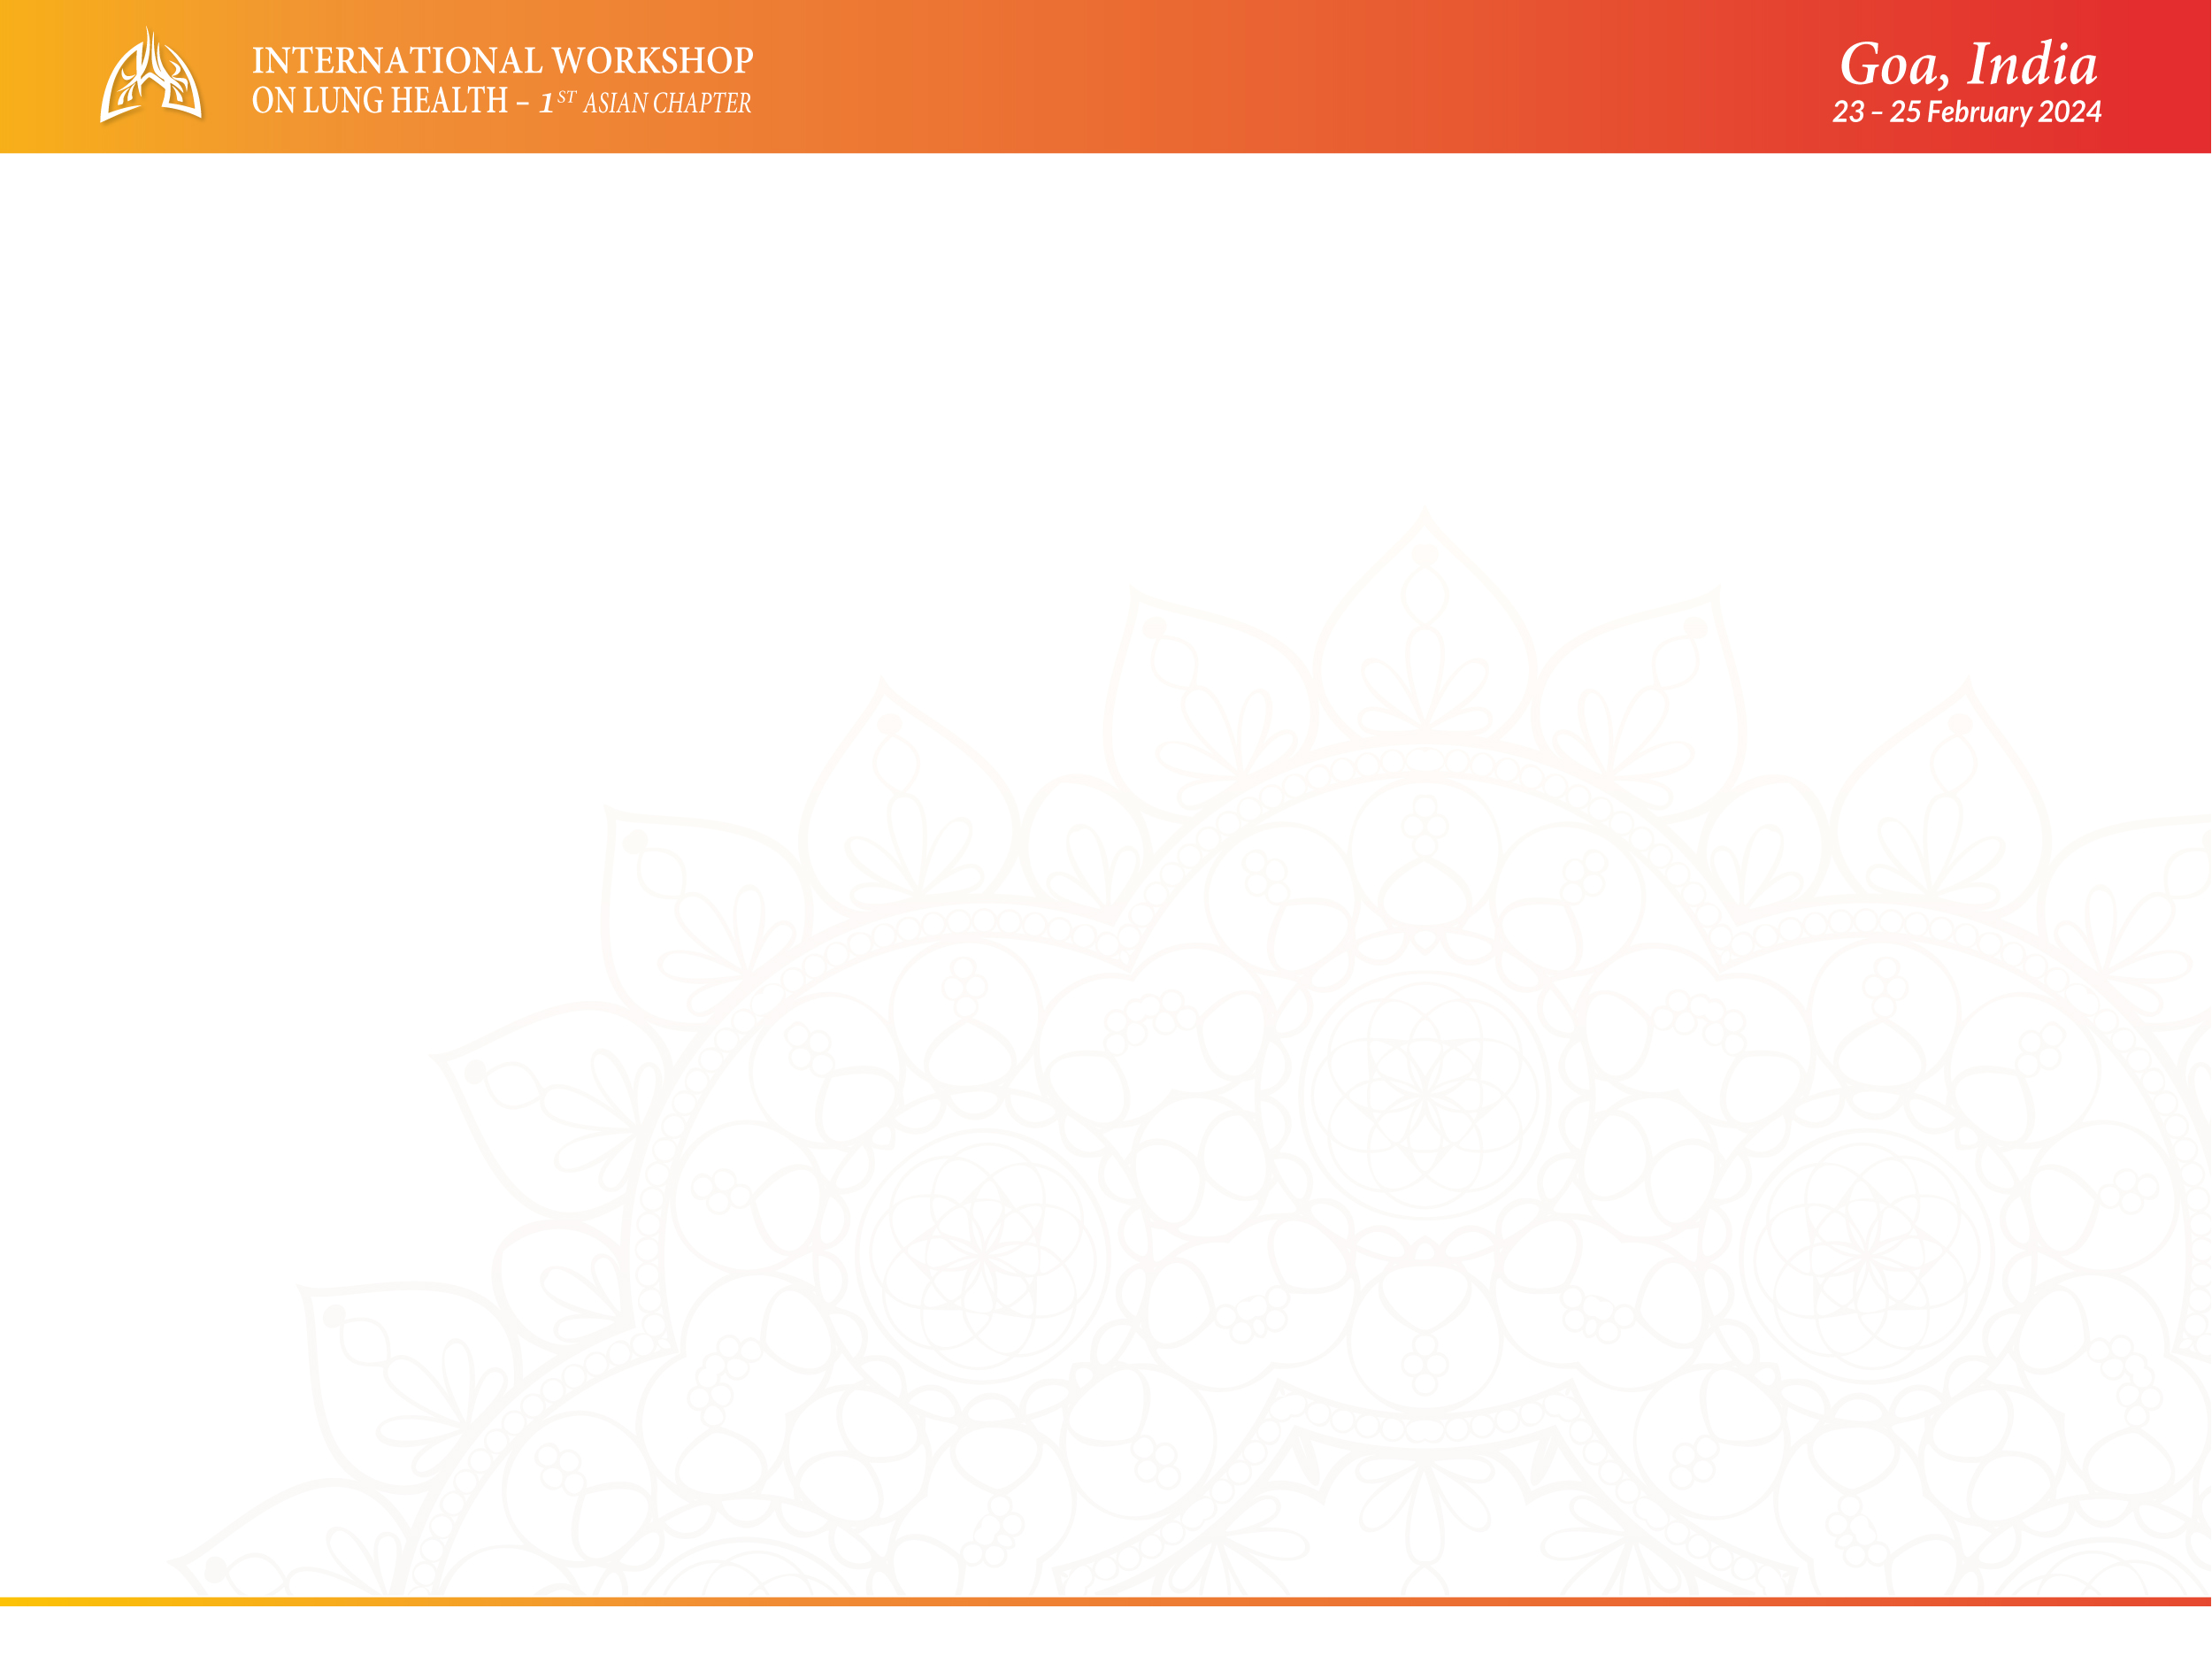 INTERNATIONAL WORKSHOP
ON LUNG HEALTH – 1ST ASIAN CHAPTER
Goa, India
23 – 25 February 2024